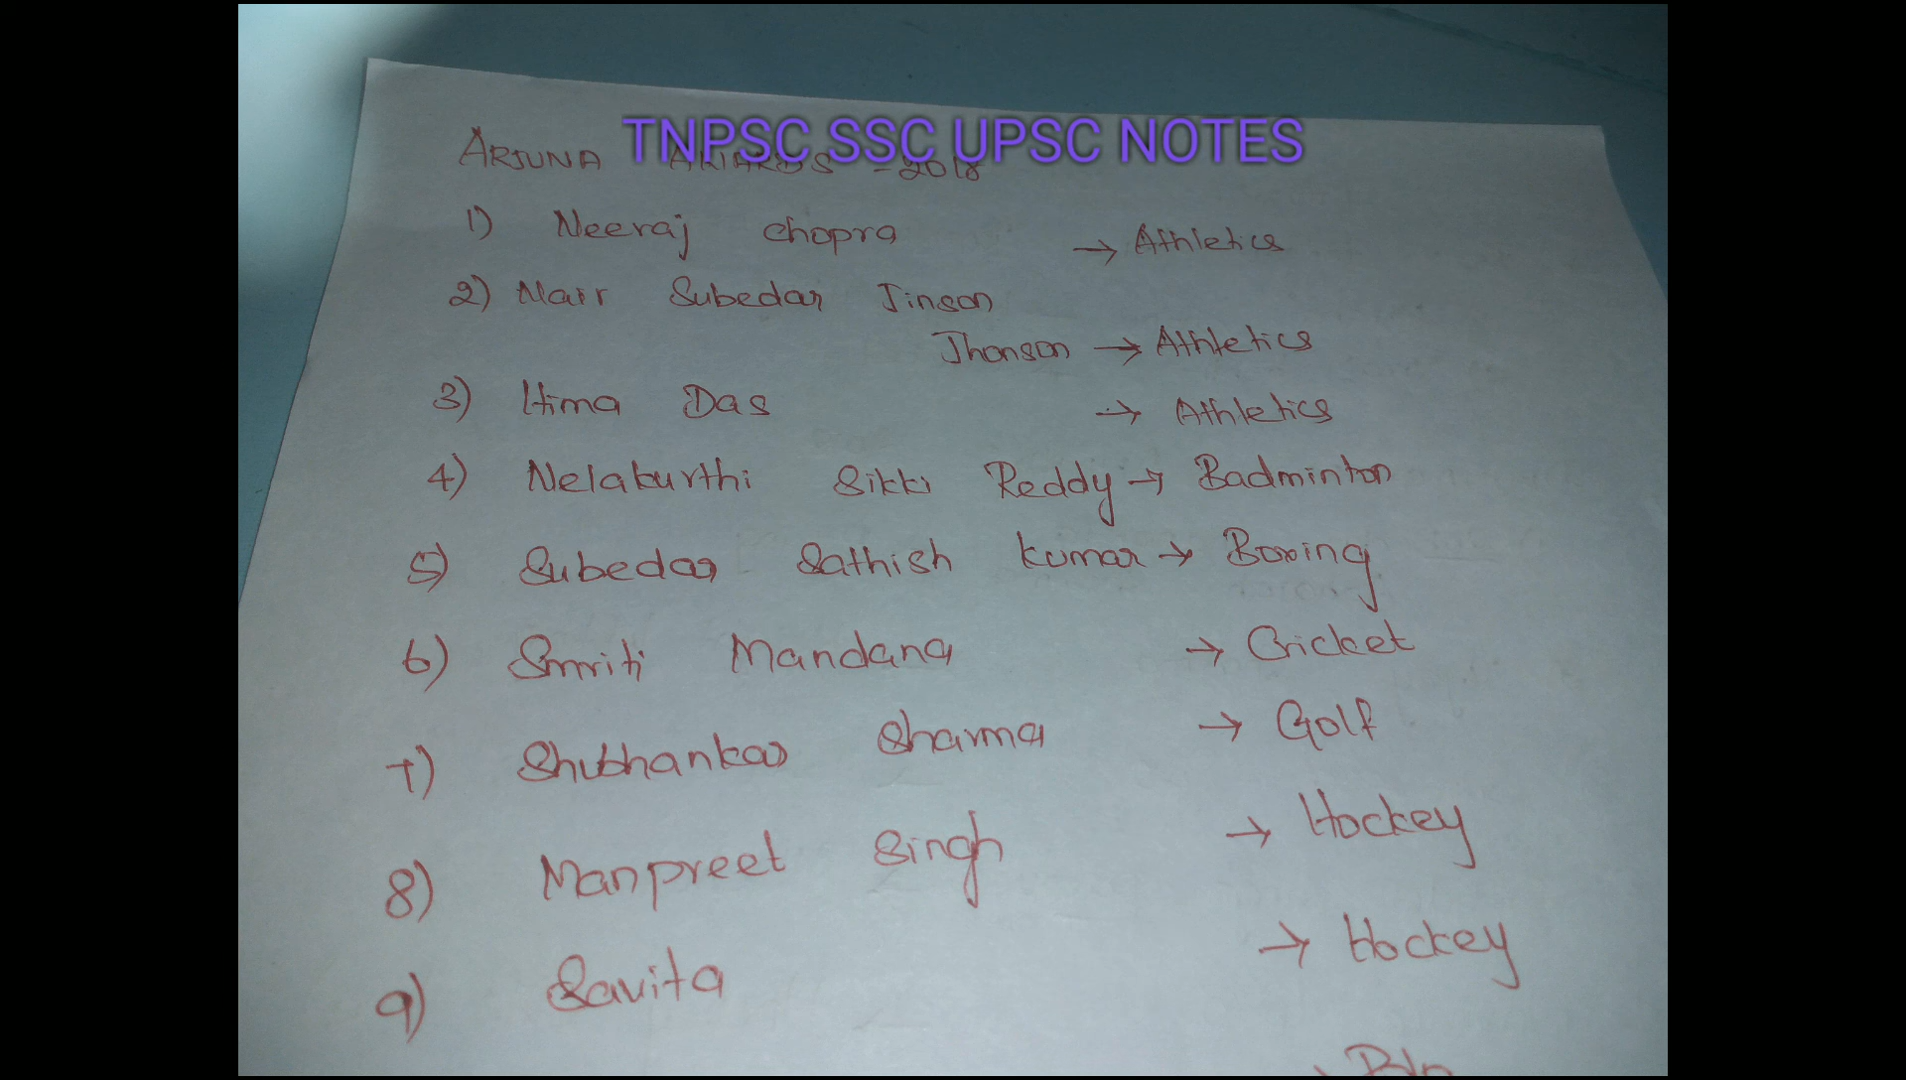 TNPSC SSC UPSC NOTES
ARJUNA AWARDS - 2018
1) Neeraj Chopra → Athletics
2) Nair Subedar Jinson
Jhonson → Athletics
3) Hima Das → Athletics
4) Nelakurthi Sikki Reddy → Badminton
5) Subedar Sathish Kumar → Boxing
6) Smriti Mandana → Cricket
7) Shubhankar Sharma → Golf
8) Manpreet Singh → Hockey
9) Savita → Hockey